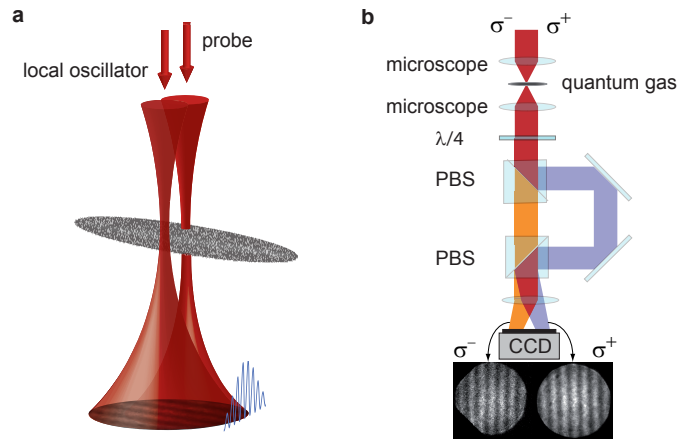 a
probe
local oscillator
b
σ⁻ σ⁺
microscope
quantum gas
microscope
λ/4
PBS
PBS
CCD
σ⁻ σ⁺